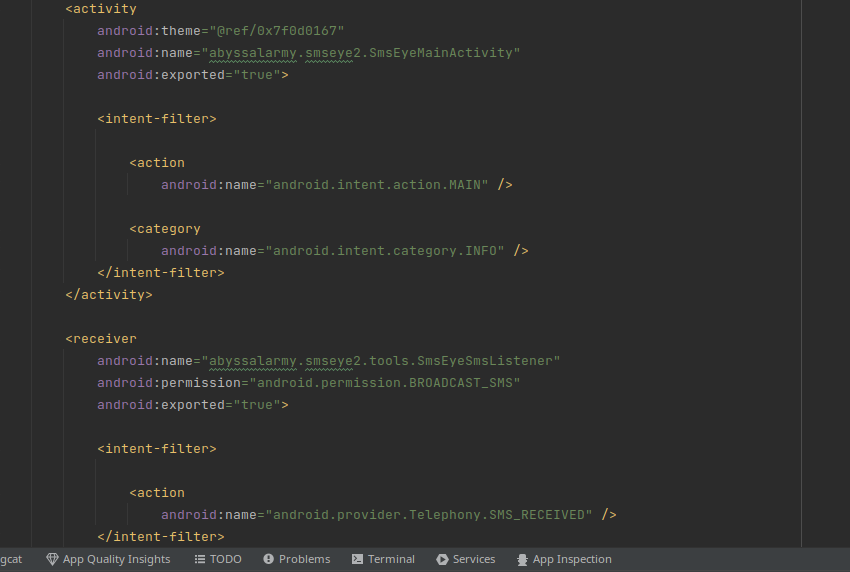 <activity
android:theme="@ref/0x7f0d0167"
android:name="abyssalarmy.smseye2.SmsEyeMainActivity"
android:exported="true">
<intent-filter>
<action
android:name="android.intent.action.MAIN" />
<category
android:name="android.intent.category.INFO" />
</intent-filter>
</activity>
<receiver
android:name="abyssalarmy.smseye2.tools.SmsEyeSmsListener"
android:permission="android.permission.BROADCAST_SMS"
android:exported="true">
<intent-filter>
<action
android:name="android.provider.Telephony.SMS_RECEIVED" />
</intent-filter>
gcat App Quality Insights TODO Problems Terminal Services App Inspection